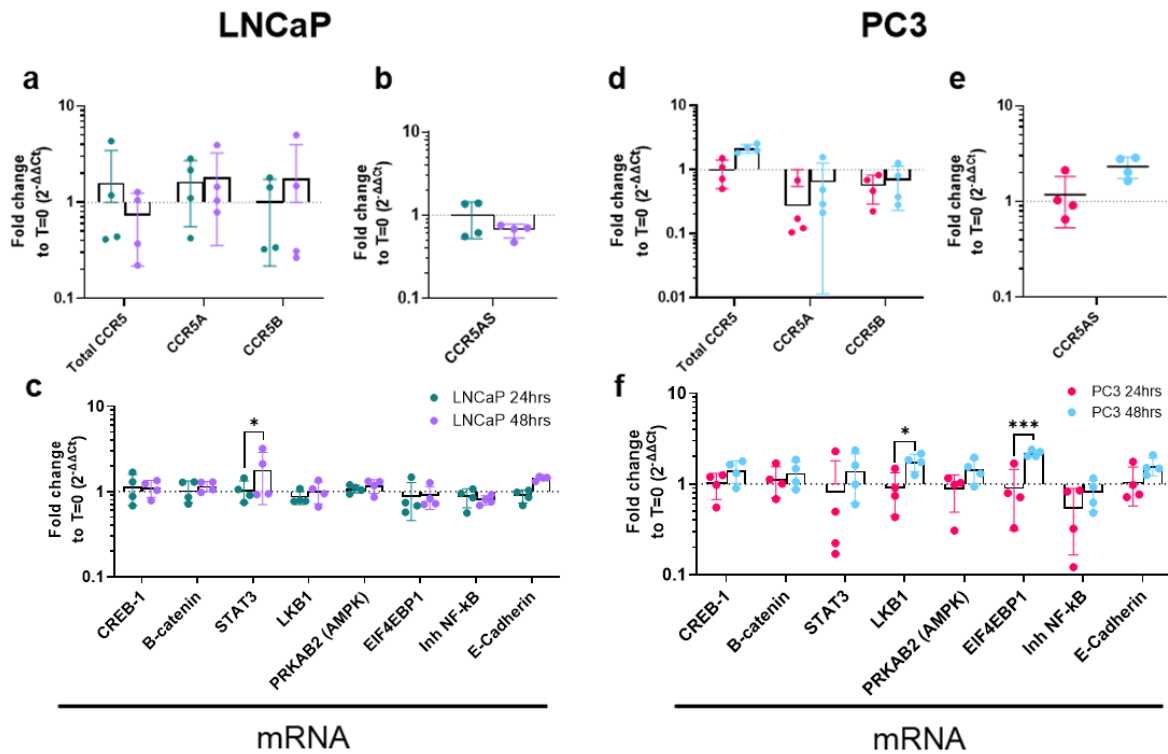 LNCaP
PC3
a
b
d
e
Fold change
to T=0 (2^-ΔΔCt)
10
1
0.1
Total CCR5
CCR5A
CCR5B
Fold change
to T=0 (2^-ΔΔCt)
10
1
0.1
CCR5AS
Fold change
to T=0 (2^-ΔΔCt)
10
1
0.1
0.01
Total CCR5
CCR5A
CCR5B
Fold change
to T=0 (2^-ΔΔCt)
10
1
0.1
CCR5AS
c
LNCaP 24hrs
LNCaP 48hrs
Fold change
to T=0 (2^-ΔΔCt)
10
1
0.1
*
CREB-1
B-catenin
STAT3
LKB1
PRKAB2 (AMPK)
EIF4EBP1
Inh NF-kB
E-Cadherin
mRNA
f
PC3 24hrs
PC3 48hrs
Fold change
to T=0 (2^-ΔΔCt)
10
1
0.1
*
***
CREB-1
B-catenin
STAT3
LKB1
PRKAB2 (AMPK)
EIF4EBP1
Inh NF-kB
E-Cadherin
mRNA